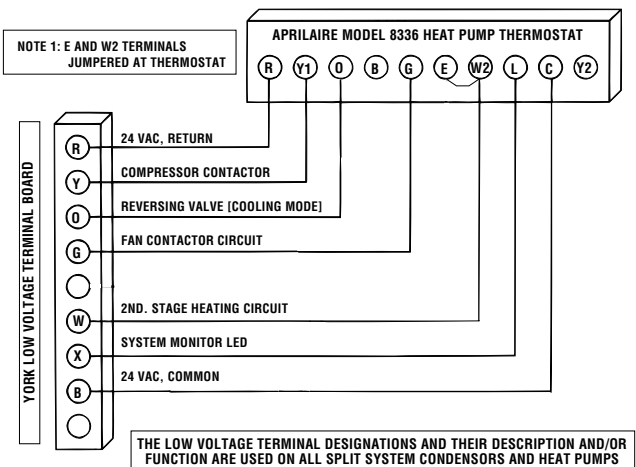 APRILAIRE MODEL 8336 HEAT PUMP THERMOSTAT
NOTE 1: E AND W2 TERMINALS
JUMPERED AT THERMOSTAT
R Y1 O B G E W2 L C Y2
YORK LOW VOLTAGE TERMINAL BOARD
R 24 VAC, RETURN
Y COMPRESSOR CONTACTOR
O REVERSING VALVE [COOLING MODE]
G FAN CONTACTOR CIRCUIT
W 2ND. STAGE HEATING CIRCUIT
X SYSTEM MONITOR LED
B 24 VAC, COMMON
THE LOW VOLTAGE TERMINAL DESIGNATIONS AND THEIR DESCRIPTION AND/OR
FUNCTION ARE USED ON ALL SPLIT SYSTEM CONDENSORS AND HEAT PUMPS